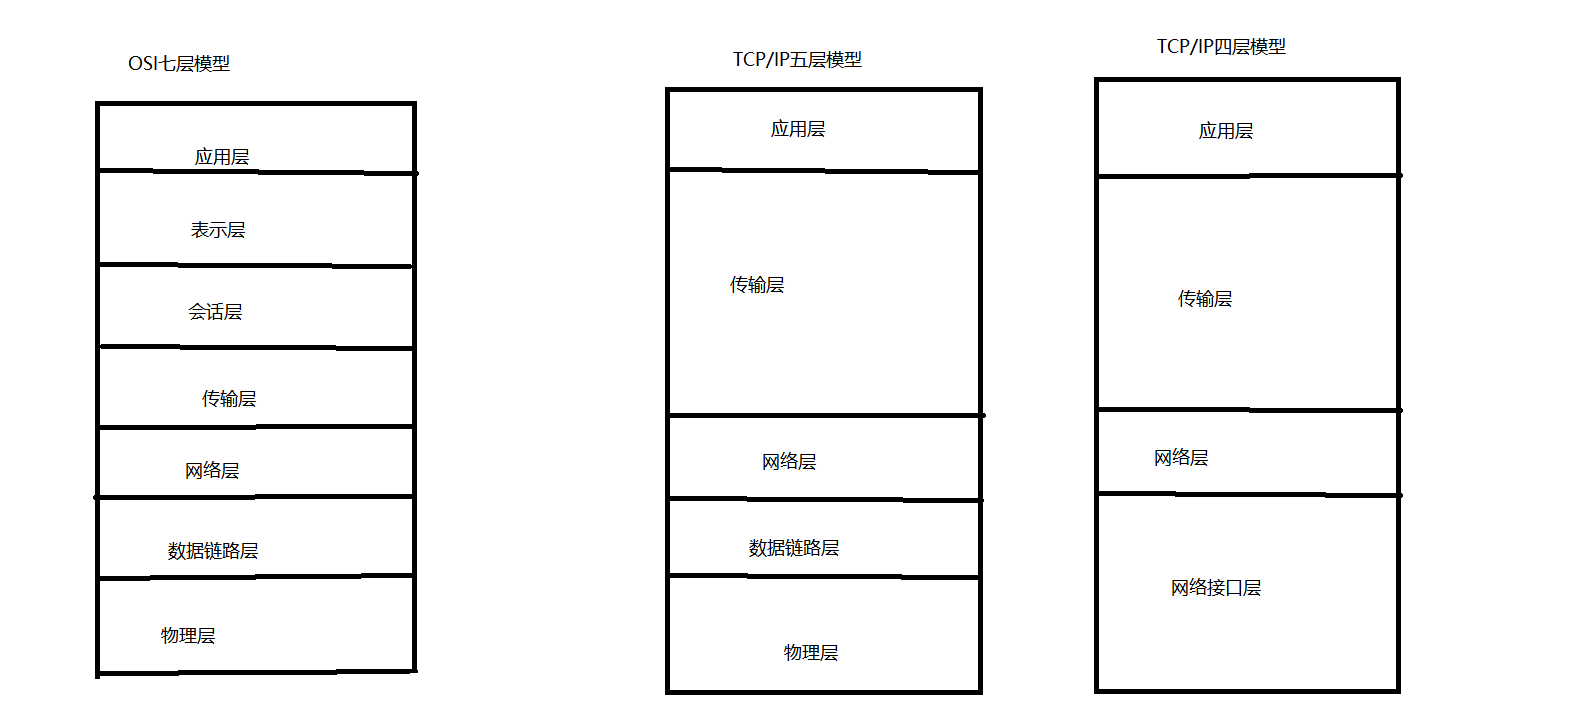 OSI七层模型
应用层
表示层
会话层
传输层
网络层
数据链路层
物理层
TCP/IP五层模型
应用层
传输层
网络层
数据链路层
物理层
TCP/IP四层模型
应用层
传输层
网络层
网络接口层